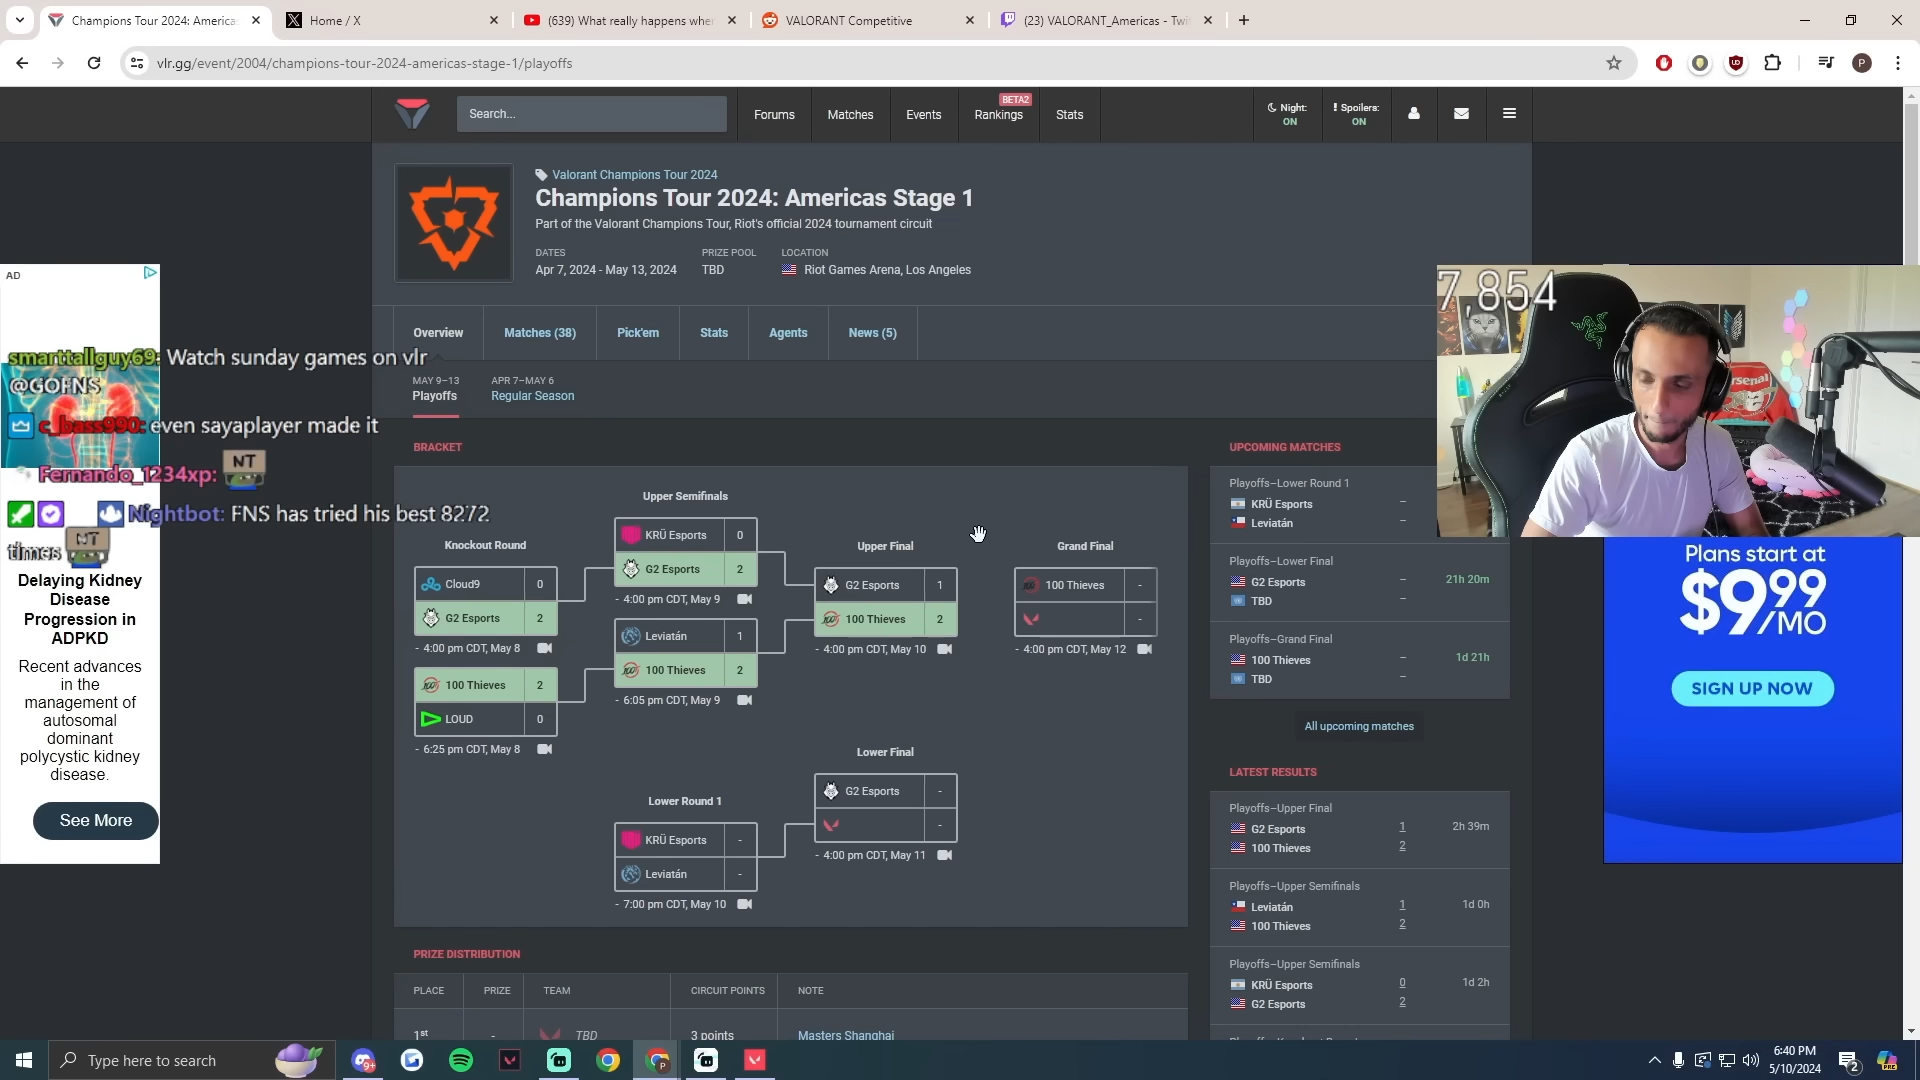 Champions Tour 2024: Americas
Home / X
(639) What really happens when
VALORANT Competitive
(23) VALORANT_Americas - Twit
vlr.gg/event/2004/champions-tour-2024-americas-stage-1/playoffs
Search...
Forums
Matches
Events
BETA2
Rankings
Stats
Night:
ON
! Spoilers:
ON
Valorant Champions Tour 2024
Champions Tour 2024: Americas Stage 1
Part of the Valorant Champions Tour, Riot's official 2024 tournament circuit
DATES
Apr 7, 2024 - May 13, 2024
PRIZE POOL
TBD
LOCATION
Riot Games Arena, Los Angeles
Overview
Matches (38)
Pick'em
Stats
Agents
News (5)
MAY 9–13
Playoffs
APR 7–MAY 6
Regular Season
AD
smarttallguy69: Watch sunday games on vlr
@GOFNS
c_bass990: even sayaplayer made it
Fernando_1234xp: NT
Nightbot: FNS has tried his best 8272
times NT
Delaying Kidney
Disease
Progression in
ADPKD
Recent advances
in the
management of
autosomal
dominant
polycystic kidney
disease.
See More
BRACKET
Knockout Round
Cloud9 0
G2 Esports 2
- 4:00 pm CDT, May 8
100 Thieves 2
LOUD 0
- 6:25 pm CDT, May 8
Upper Semifinals
KRÜ Esports 0
G2 Esports 2
- 4:00 pm CDT, May 9
Leviatán 1
100 Thieves 2
- 6:05 pm CDT, May 9
Upper Final
G2 Esports 1
100 Thieves 2
- 4:00 pm CDT, May 10
Grand Final
100 Thieves -
-
- 4:00 pm CDT, May 12
Lower Round 1
KRÜ Esports -
Leviatán -
- 7:00 pm CDT, May 10
Lower Final
G2 Esports -
-
- 4:00 pm CDT, May 11
PRIZE DISTRIBUTION
PLACE PRIZE TEAM CIRCUIT POINTS NOTE
1st - TBD 3 points Masters Shanghai
UPCOMING MATCHES
Playoffs–Lower Round 1
KRÜ Esports –
Leviatán –
Playoffs–Lower Final
G2 Esports –
21h 20m
TBD –
Playoffs–Grand Final
100 Thieves –
1d 21h
TBD –
All upcoming matches
LATEST RESULTS
Playoffs–Upper Final
G2 Esports 1
2h 39m
100 Thieves 2
Playoffs–Upper Semifinals
Leviatán 1
1d 0h
100 Thieves 2
Playoffs–Upper Semifinals
KRÜ Esports 0
1d 2h
G2 Esports 2
7,854
Arsenal
Plans start at
$9.99
/MO
SIGN UP NOW
Type here to search
9+
6:40 PM
5/10/2024
2